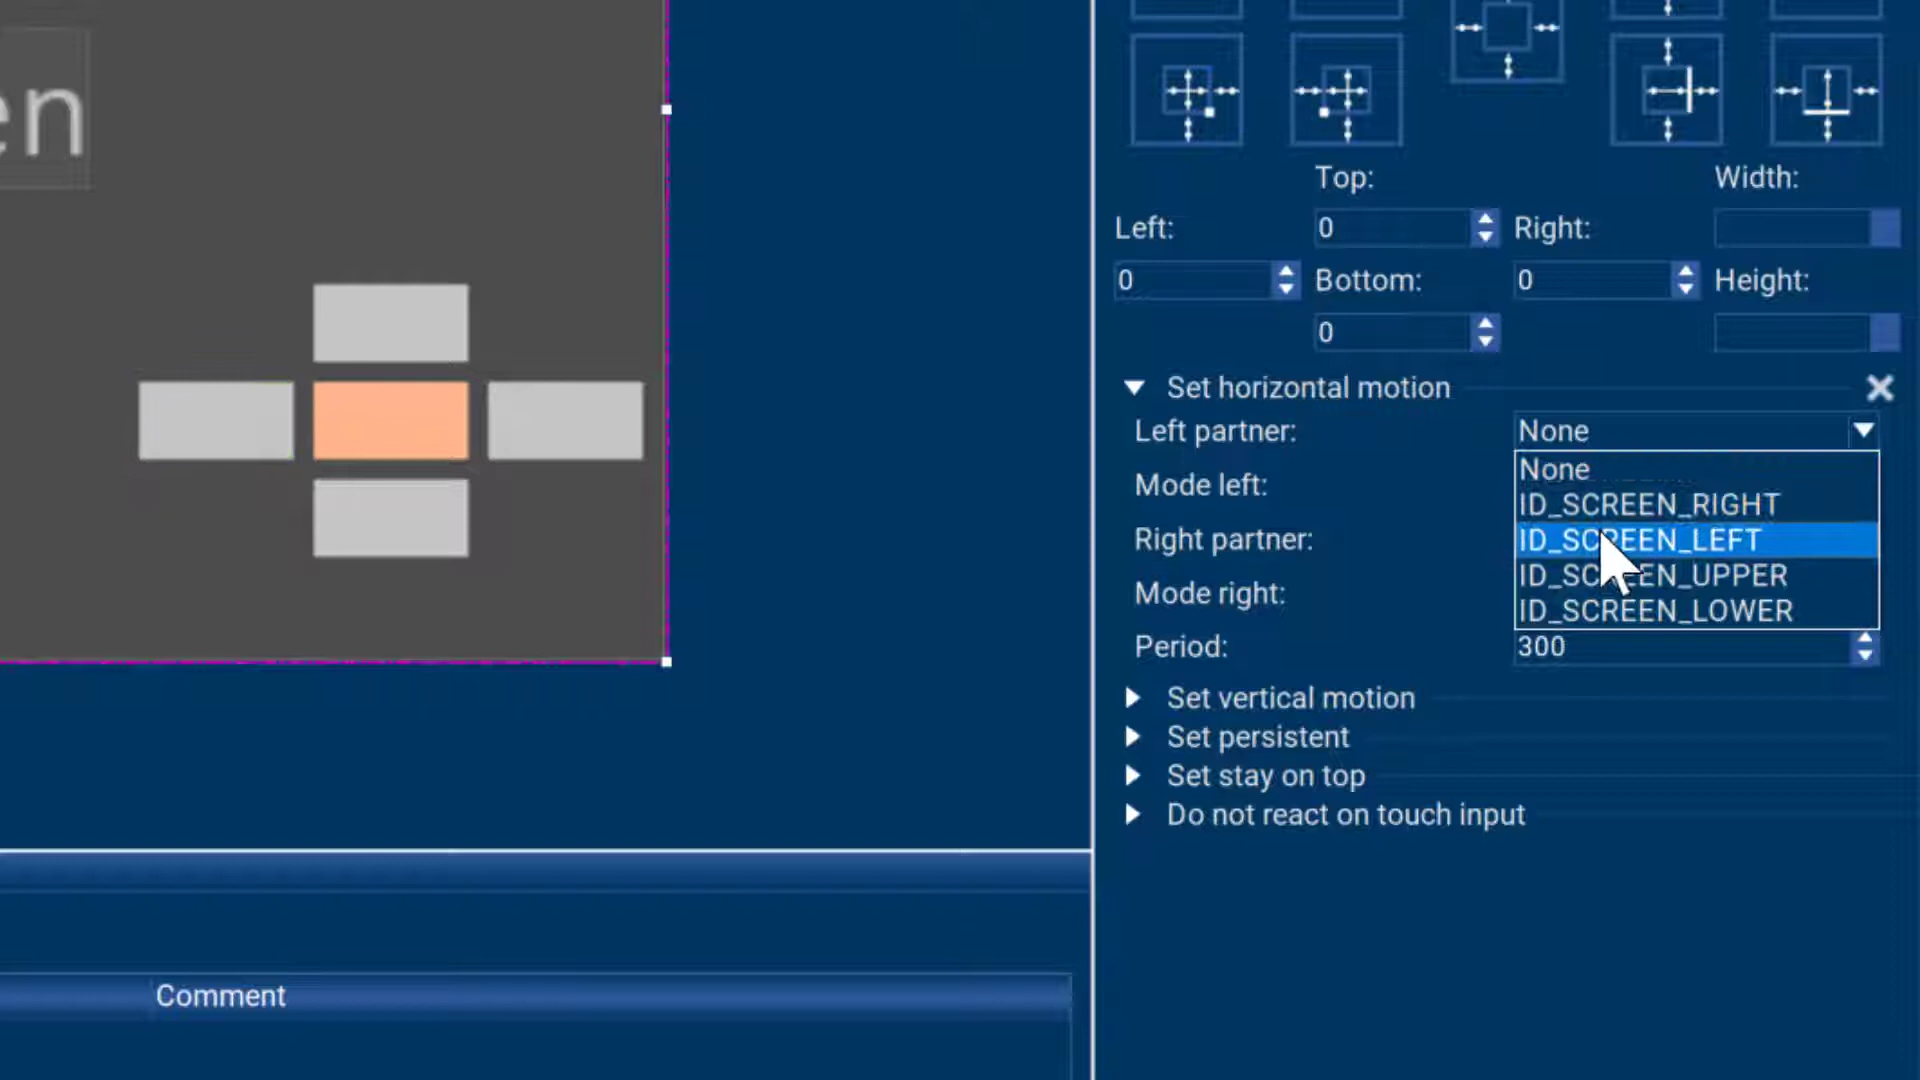 en
Top:
Width:
Left:
0
Right:
0
Bottom:
0
Height:
0
Set horizontal motion
Left partner:
None
None
Mode left:
ID_SCREEN_RIGHT
Right partner:
ID_SCREEN_LEFT
ID_SCREEN_UPPER
Mode right:
ID_SCREEN_LOWER
Period:
300
Set vertical motion
Set persistent
Set stay on top
Do not react on touch input
Comment